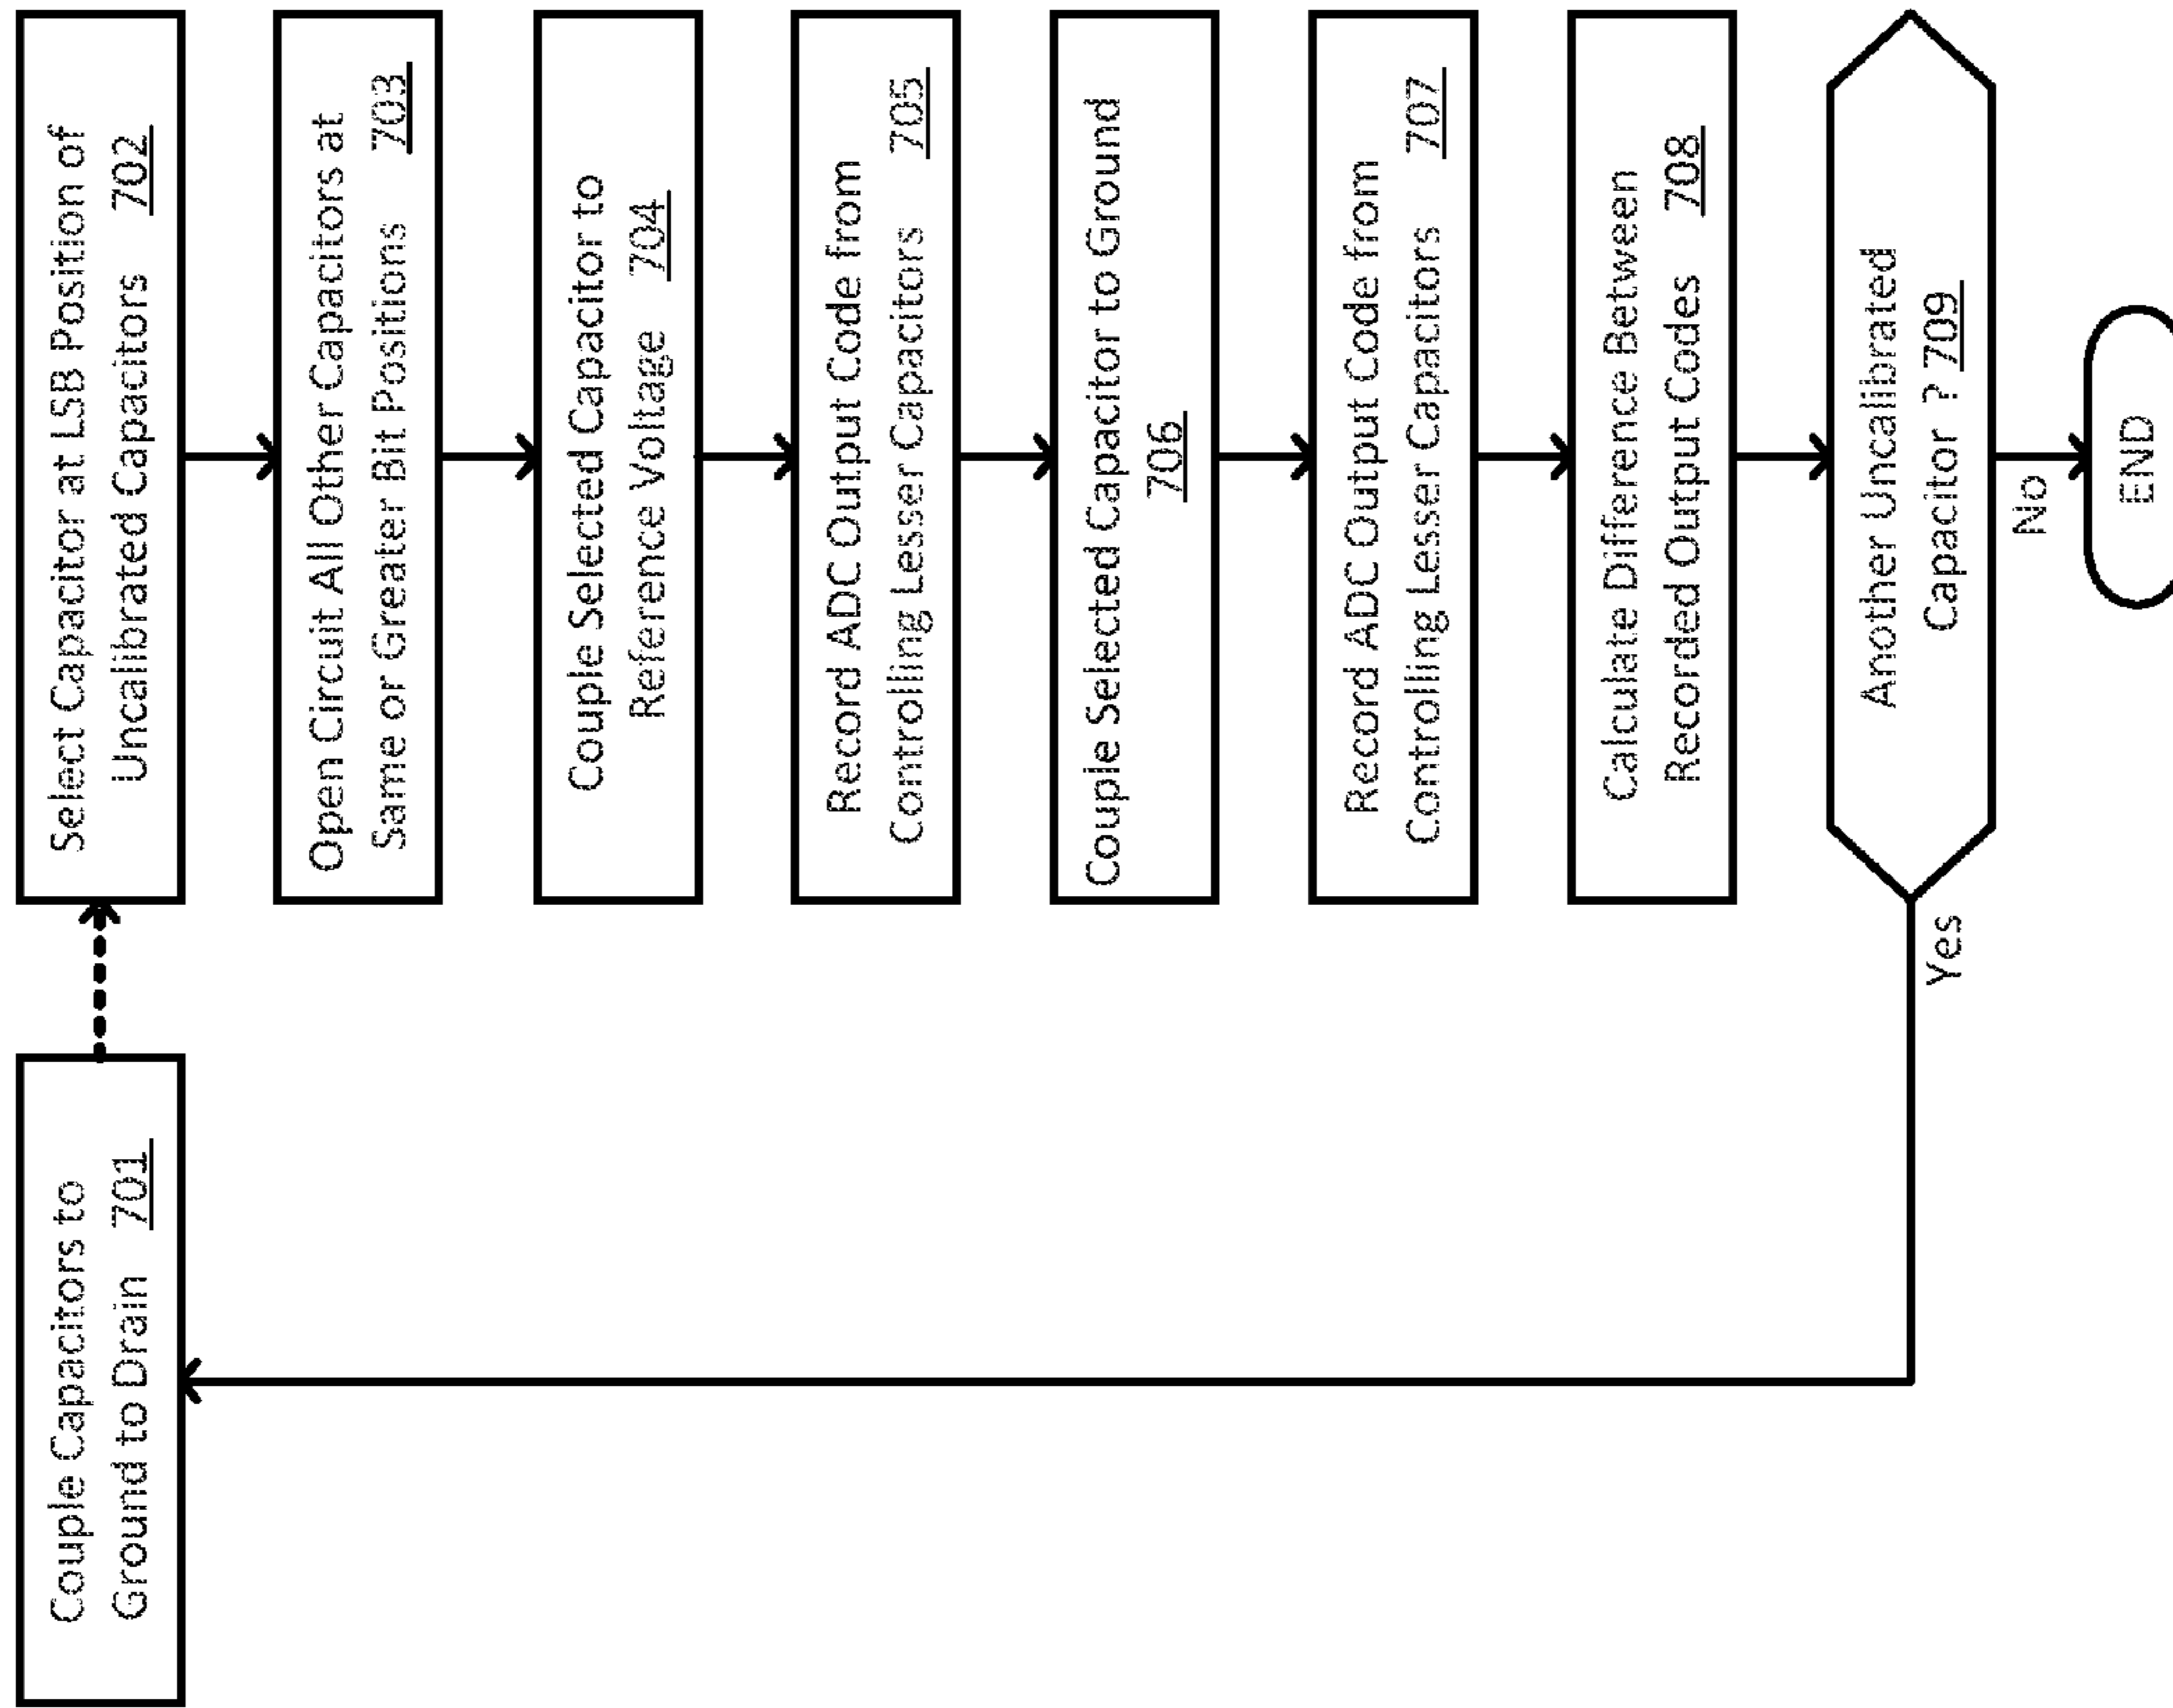 Couple Capacitors to
Ground to Drain 701
Select Capacitor at LSB Position of
Uncalibrated Capacitors 702
Open Circuit All Other Capacitors at
Same or Greater Bit Positions 703
Couple Selected Capacitor to
Reference Voltage 704
Record ADC Output Code from
Controlling Lesser Capacitors 705
Couple Selected Capacitor to Ground
706
Record ADC Output Code from
Controlling Lesser Capacitors 707
Calculate Difference Between
Recorded Output Codes 708
Another Uncalibrated
Capacitor ? 709
Yes
No
END